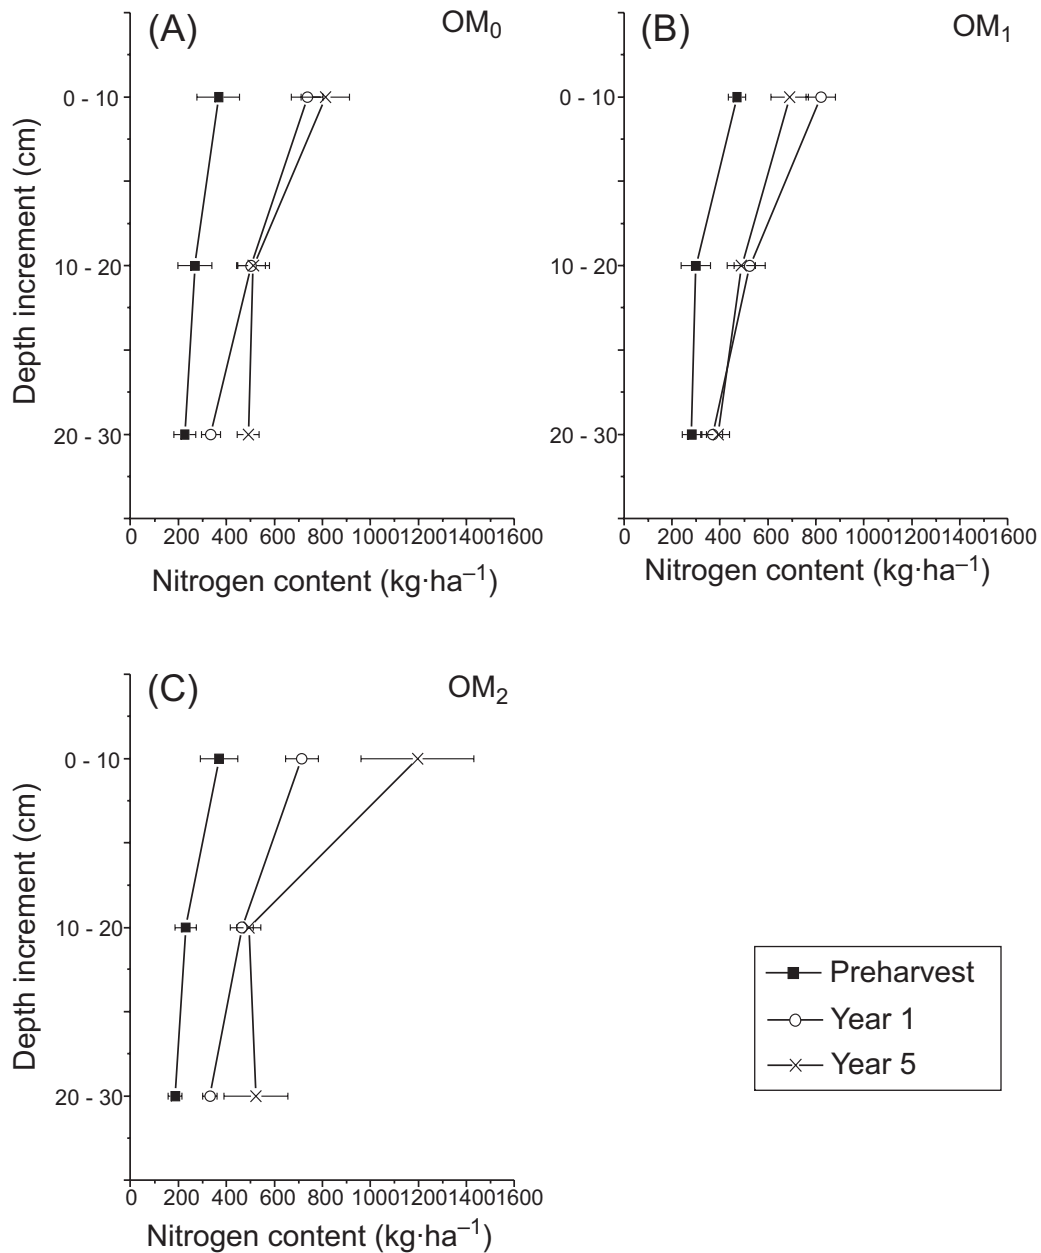 (A) OM0
Depth increment (cm)
0 - 10
10 - 20
20 - 30
0 200 400 600 800 1000 1200 1400 1600
Nitrogen content (kg·ha–1)
(B) OM1
0 - 10
10 - 20
20 - 30
0 200 400 600 800 1000 1200 1400 1600
Nitrogen content (kg·ha–1)
(C) OM2
Depth increment (cm)
0 - 10
10 - 20
20 - 30
0 200 400 600 800 1000 1200 1400 1600
Nitrogen content (kg·ha–1)
Preharvest
Year 1
Year 5